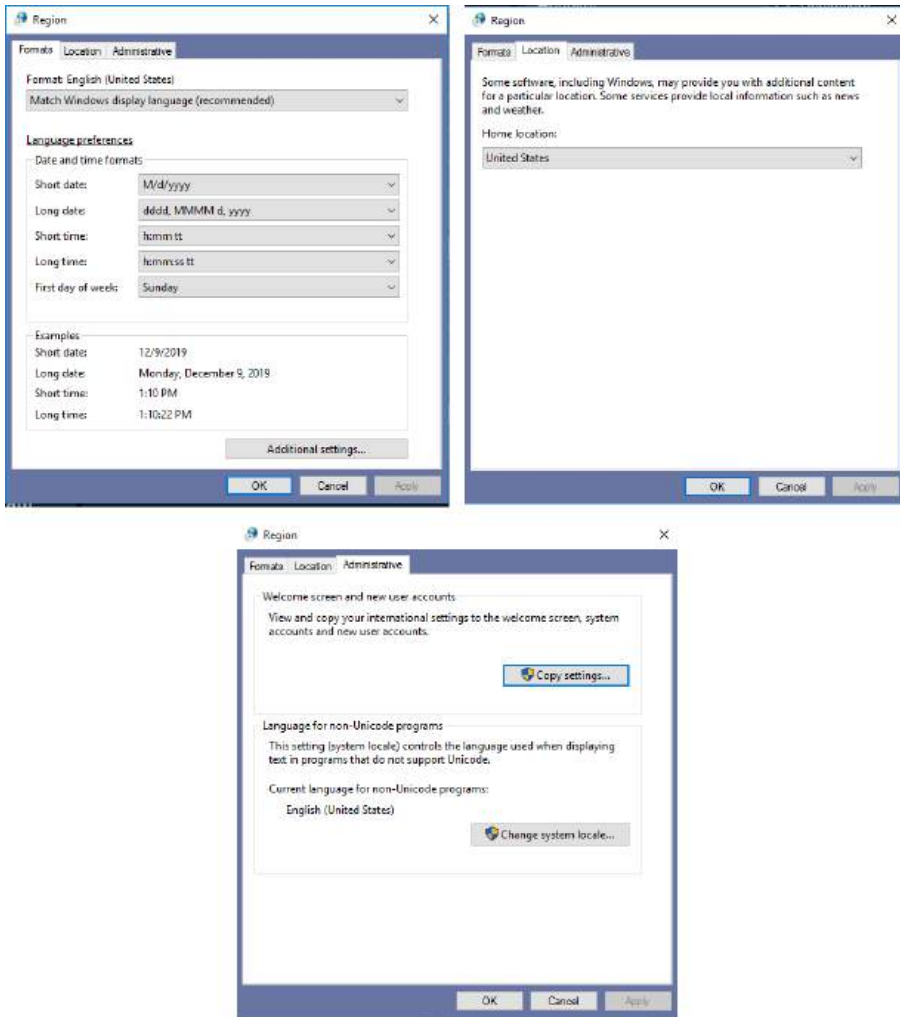 Region
Formats Location Administrative
Format: English (United States)
Match Windows display language (recommended)
Language preferences
Date and time formats
Short date: M/d/yyyy
Long date: dddd, MMMM d, yyyy
Short time: h:mm tt
Long time: h:mm:ss tt
First day of week: Sunday
Examples
Short date: 12/9/2019
Long date: Monday, December 9, 2019
Short time: 1:10 PM
Long time: 1:10:22 PM
Additional settings...
OK Cancel Apply
Region
Formats Location Administrative
Some software, including Windows, may provide you with additional content
for a particular location. Some services provide local information such as news
and weather.
Home location:
United States
OK Cancel Apply
Region
Formats Location Administrative
Welcome screen and new user accounts
View and copy your international settings to the welcome screen, system
accounts and new user accounts.
Copy settings...
Language for non-Unicode programs
This setting (system locale) controls the language used when displaying
text in programs that do not support Unicode.
Current language for non-Unicode programs:
English (United States)
Change system locale...
OK Cancel Apply